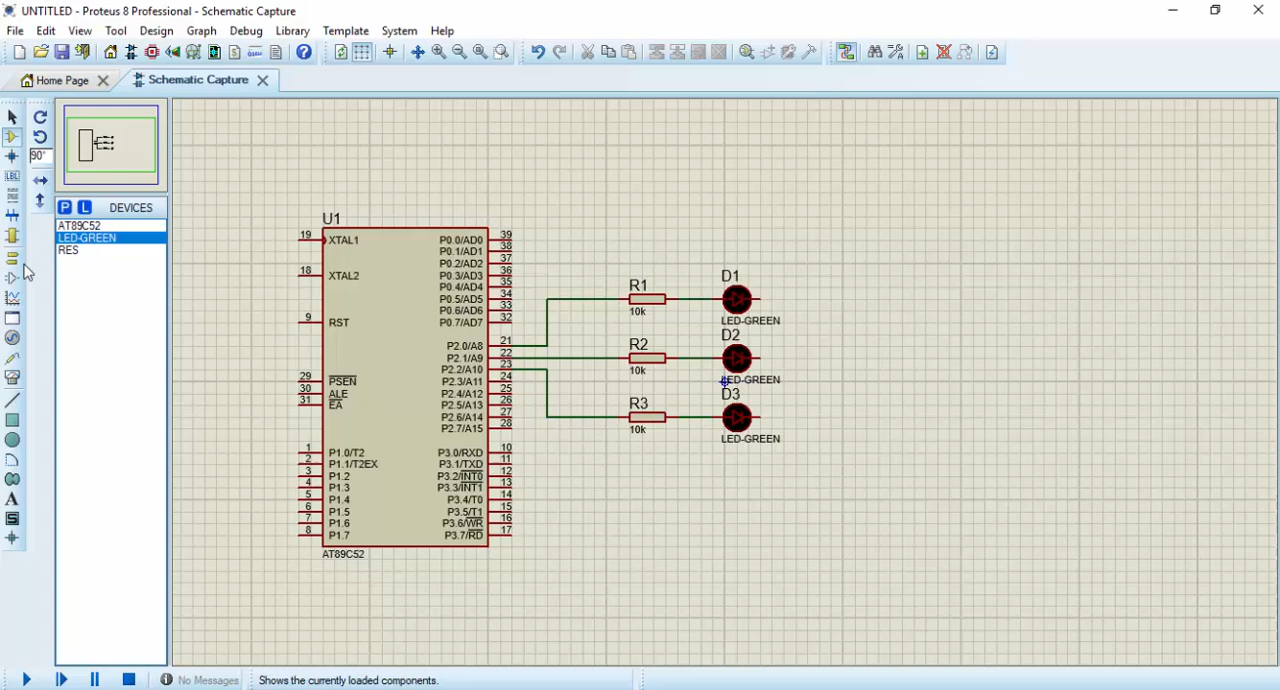 UNTITLED - Proteus 8 Professional - Schematic Capture
File Edit View Tool Design Graph Debug Library Template System Help
Home Page
Schematic Capture
LBL
90°
P L DEVICES
AT89C52
LED-GREEN
RES
A
S
U1
19 XTAL1
18 XTAL2
9 RST
29 PSEN
30 ALE
31 EA
1 P1.0/T2
2 P1.1/T2EX
3 P1.2
4 P1.3
5 P1.4
6 P1.5
7 P1.6
8 P1.7
P0.0/AD0 39
P0.1/AD1 38
P0.2/AD2 37
P0.3/AD3 36
P0.4/AD4 35
P0.5/AD5 34
P0.6/AD6 33
P0.7/AD7 32
P2.0/A8 21
P2.1/A9 22
P2.2/A10 23
P2.3/A11 24
P2.4/A12 25
P2.5/A13 26
P2.6/A14 27
P2.7/A15 28
P3.0/RXD 10
P3.1/TXD 11
P3.2/INT0 12
P3.3/INT1 13
P3.4/T0 14
P3.5/T1 15
P3.6/WR 16
P3.7/RD 17
AT89C52
R1
10k
R2
10k
R3
10k
D1
LED-GREEN
D2
LED-GREEN
D3
LED-GREEN
No Messages
Shows the currently loaded components.